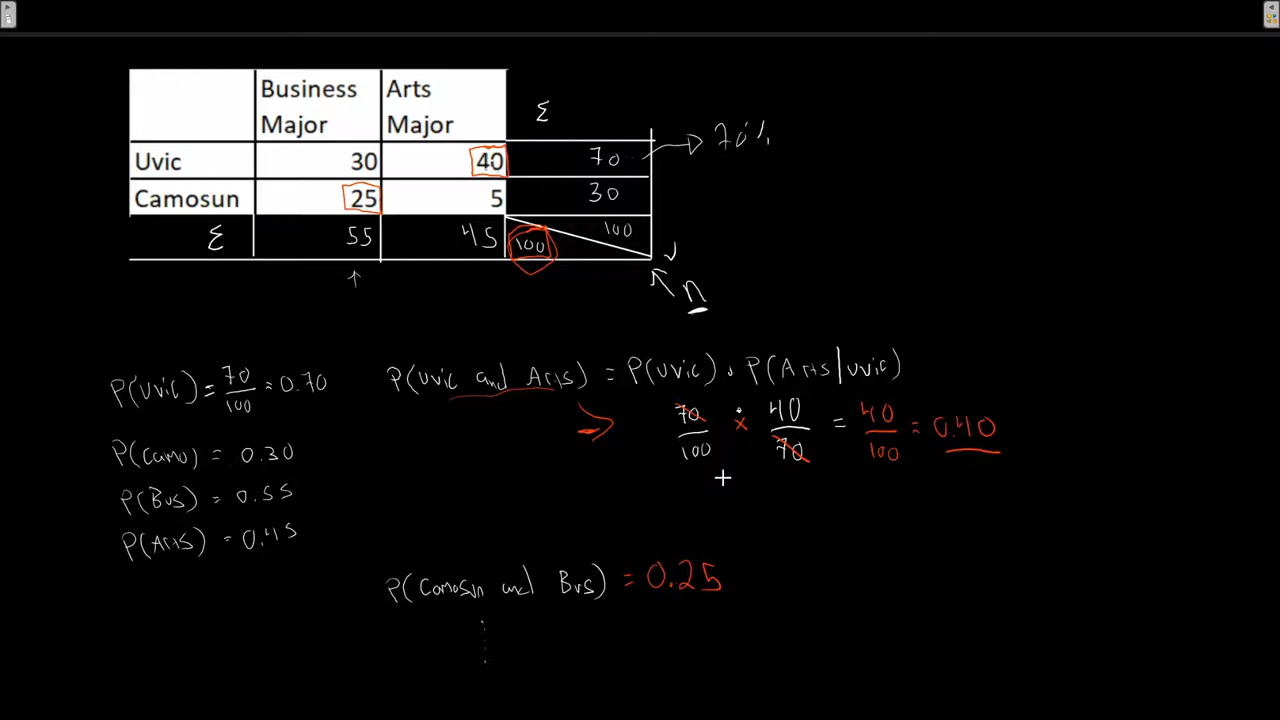 Business Major Arts Major Σ
Uvic 30 40 70 → 70%
Camosun 25 5 30
Σ 55 45 100 100
↑
n
P(Uvic) = 70/100 = 0.70
P(Camo) = 0.30
P(Bus) = 0.55
P(Arts) = 0.45
P(Uvic and Arts) = P(Uvic) . P(Arts|Uvic)
70/100 x 40/70 = 40/100 = 0.40
P(Camosun and Bus) = 0.25